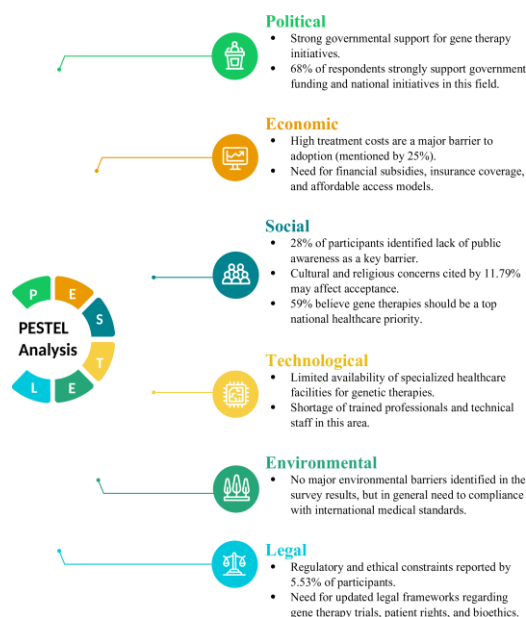 Political
• Strong governmental support for gene therapy
initiatives.
• 68% of respondents strongly support government
funding and national initiatives in this field.
Economic
• High treatment costs are a major barrier to
adoption (mentioned by 25%).
• Need for financial subsidies, insurance coverage,
and affordable access models.
Social
• 28% of participants identified lack of public
awareness as a key barrier.
• Cultural and religious concerns cited by 11.79%
may affect acceptance.
• 59% believe gene therapies should be a top
national healthcare priority.
P
E
S
T
E
L
PESTEL
Analysis
Technological
• Limited availability of specialized healthcare
facilities for genetic therapies.
• Shortage of trained professionals and technical
staff in this area.
Environmental
• No major environmental barriers identified in the
survey results, but in general need to compliance
with international medical standards.
Legal
• Regulatory and ethical constraints reported by
5.53% of participants.
• Need for updated legal frameworks regarding
gene therapy trials, patient rights, and bioethics.